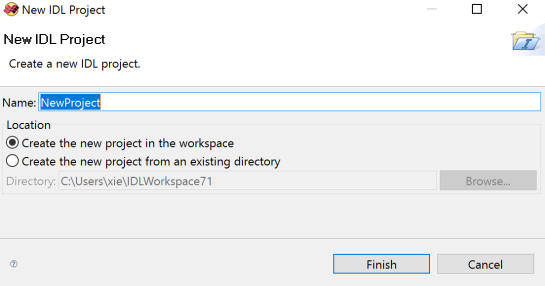 New IDL Project
New IDL Project
Create a new IDL project.
Name: NewProject
Location
Create the new project in the workspace
Create the new project from an existing directory
Directory: C:\Users\xie\IDLWorkspace71 Browse...
? Finish Cancel